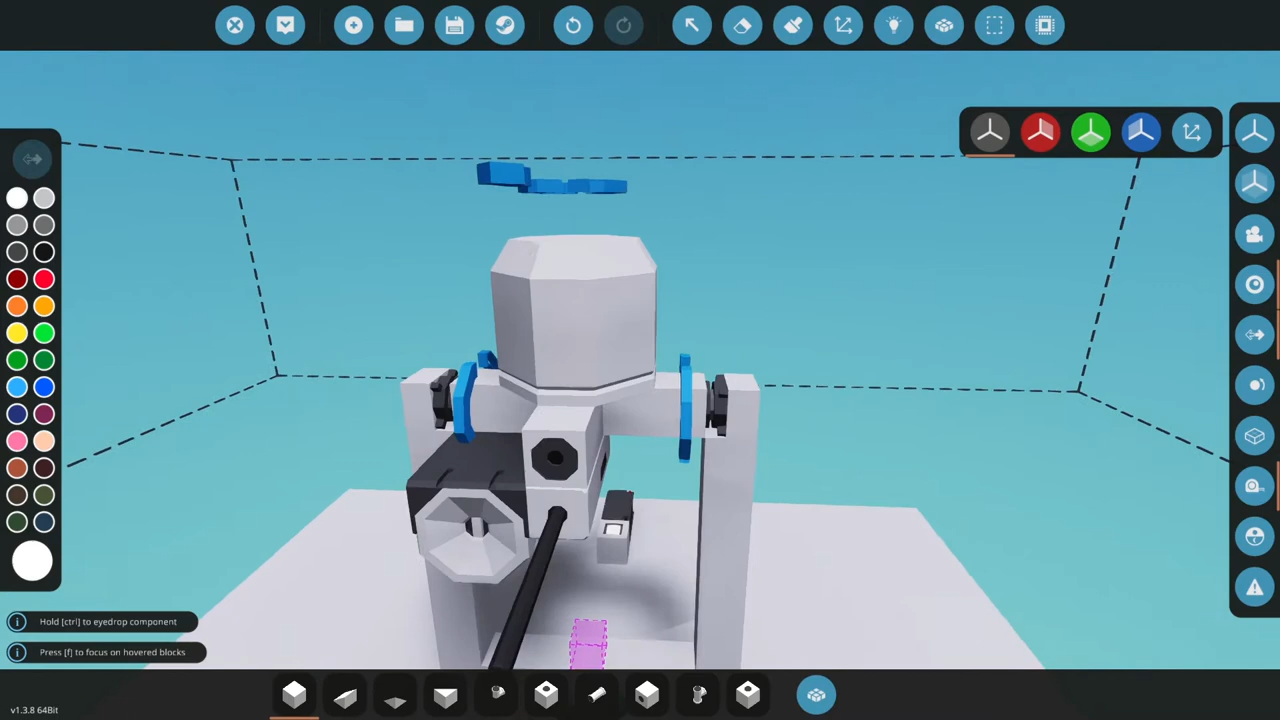 Hold [ctrl] to eyedrop component
Press [f] to focus on hovered blocks
v1.3.8 64Bit